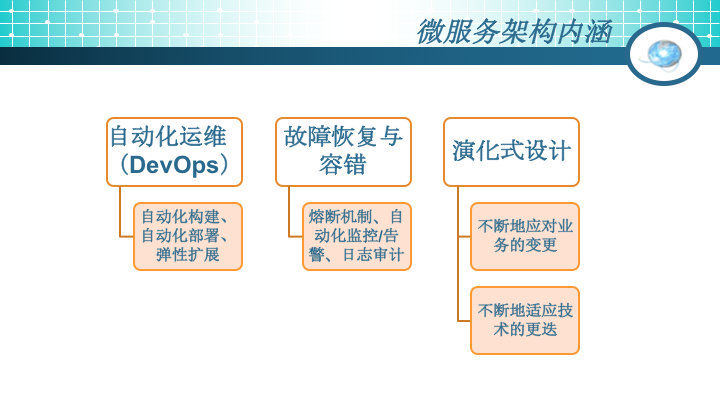 微服务架构内涵
自动化运维
（DevOps）
自动化构建、
自动化部署、
弹性扩展
故障恢复与
容错
熔断机制、自
动化监控/告
警、日志审计
演化式设计
不断地应对业
务的变更
不断地适应技
术的更迭